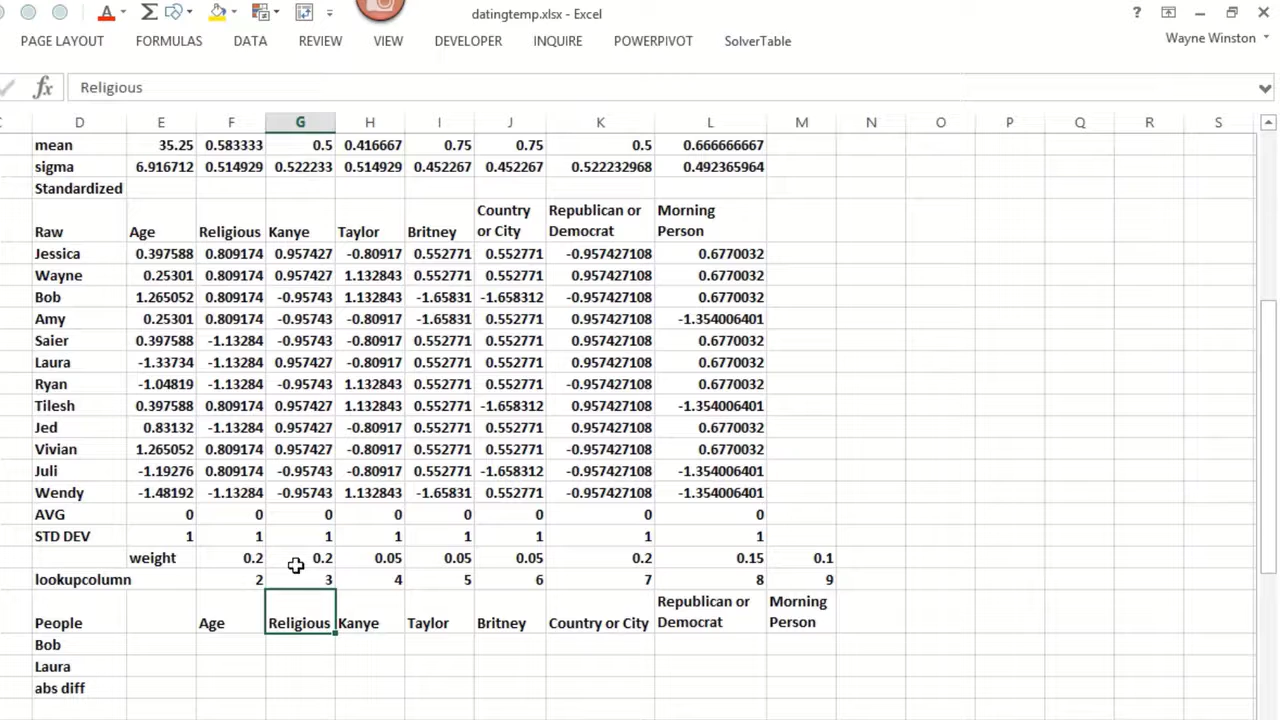 datingtemp.xlsx - Excel
?
PAGE LAYOUT FORMULAS DATA REVIEW VIEW DEVELOPER INQUIRE POWERPIVOT SolverTable Wayne Winston
fx Religious
D E F G H I J K L M N O P Q R S
mean 35.25 0.583333 0.5 0.416667 0.75 0.75 0.5 0.666666667
sigma 6.916712 0.514929 0.522233 0.514929 0.452267 0.452267 0.522232968 0.492365964
Standardized
Raw Age Religious Kanye Taylor Britney Country or City Republican or Democrat Morning Person
Jessica 0.397588 0.809174 0.957427 -0.80917 0.552771 0.552771 -0.957427108 0.6770032
Wayne 0.25301 0.809174 0.957427 1.132843 0.552771 0.552771 -0.957427108 0.6770032
Bob 1.265052 0.809174 -0.95743 1.132843 -1.65831 -1.658312 -0.957427108 0.6770032
Amy 0.25301 0.809174 -0.95743 -0.80917 -1.65831 0.552771 0.957427108 -1.354006401
Saier 0.397588 -1.13284 -0.95743 -0.80917 0.552771 0.552771 0.957427108 0.6770032
Laura -1.33734 -1.13284 0.957427 -0.80917 0.552771 0.552771 0.957427108 0.6770032
Ryan -1.04819 -1.13284 -0.95743 1.132843 0.552771 0.552771 0.957427108 0.6770032
Tilesh 0.397588 0.809174 0.957427 1.132843 0.552771 -1.658312 0.957427108 -1.354006401
Jed 0.83132 -1.13284 0.957427 -0.80917 0.552771 0.552771 0.957427108 0.6770032
Vivian 1.265052 0.809174 0.957427 -0.80917 0.552771 0.552771 -0.957427108 0.6770032
Juli -1.19276 0.809174 -0.95743 -0.80917 0.552771 -1.658312 -0.957427108 -1.354006401
Wendy -1.48192 -1.13284 -0.95743 1.132843 -1.65831 0.552771 -0.957427108 -1.354006401
AVG 0 0 0 0 0 0 0 0
STD DEV 1 1 1 1 1 1 1 1
weight 0.2 0.2 0.05 0.05 0.05 0.2 0.15 0.1
lookupcolumn 2 3 4 5 6 7 8 9
People Age Religious Kanye Taylor Britney Country or City Republican or Democrat Morning Person
Bob
Laura
abs diff